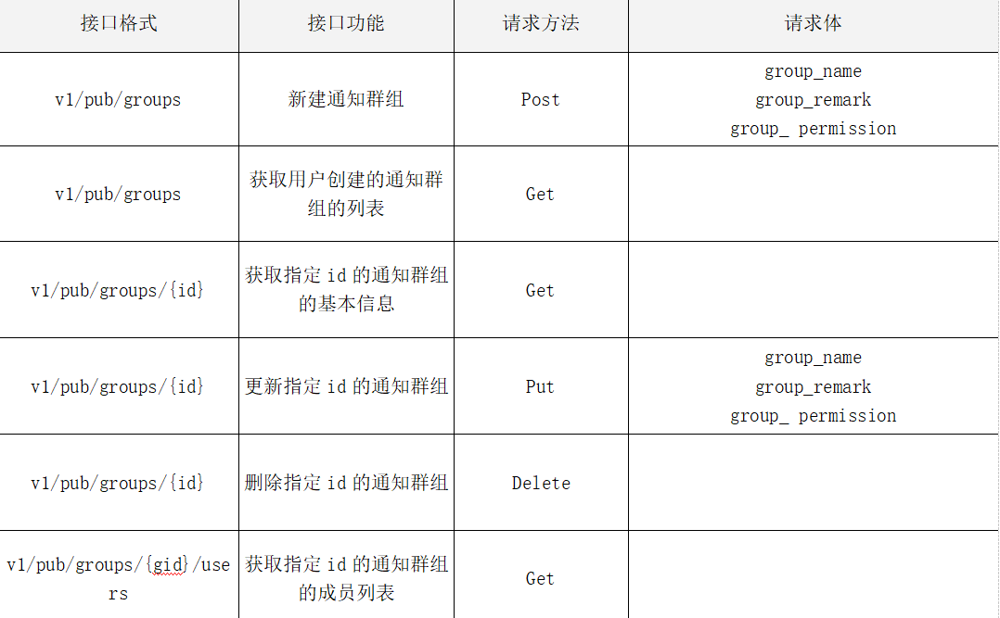 接口格式 接口功能 请求方法 请求体
v1/pub/groups 新建通知群组 Post group_name
group_remark
group_ permission
v1/pub/groups 获取用户创建的通知群 Get
组的列表
v1/pub/groups/{id} 获取指定 id 的通知群组 Get
的基本信息
v1/pub/groups/{id} 更新指定 id 的通知群组 Put group_name
group_remark
group_ permission
v1/pub/groups/{id} 删除指定 id 的通知群组 Delete
v1/pub/groups/{gid}/use 获取指定 id 的通知群组 Get
rs 的成员列表